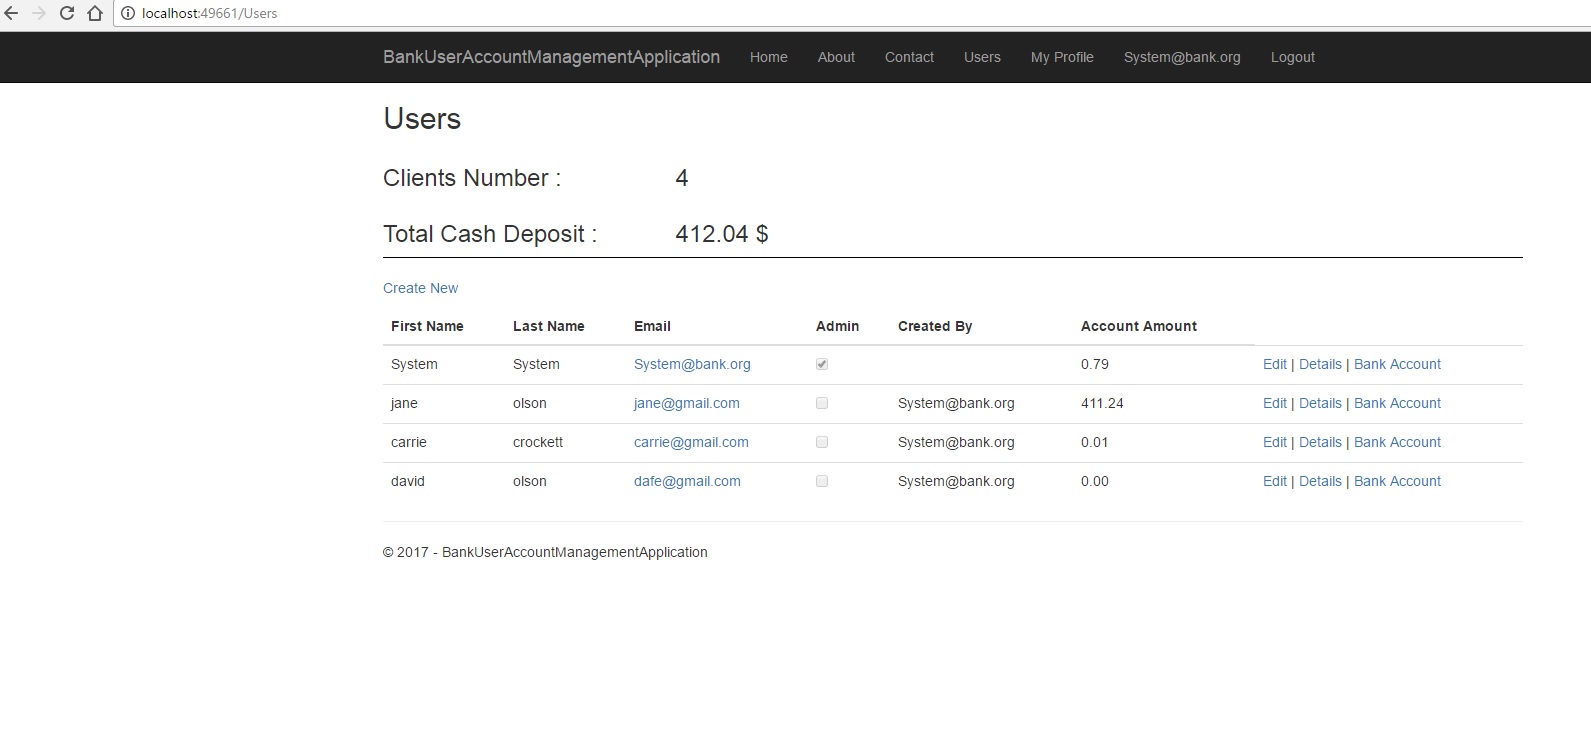 localhost:49661/Users
BankUserAccountManagementApplication Home About Contact Users My Profile System@bank.org Logout
Users
Clients Number : 4
Total Cash Deposit : 412.04 $
Create New
First Name Last Name Email Admin Created By Account Amount
System System System@bank.org 0.79 Edit | Details | Bank Account
jane olson jane@gmail.com System@bank.org 411.24 Edit | Details | Bank Account
carrie crockett carrie@gmail.com System@bank.org 0.01 Edit | Details | Bank Account
david olson dafe@gmail.com System@bank.org 0.00 Edit | Details | Bank Account
© 2017 - BankUserAccountManagementApplication